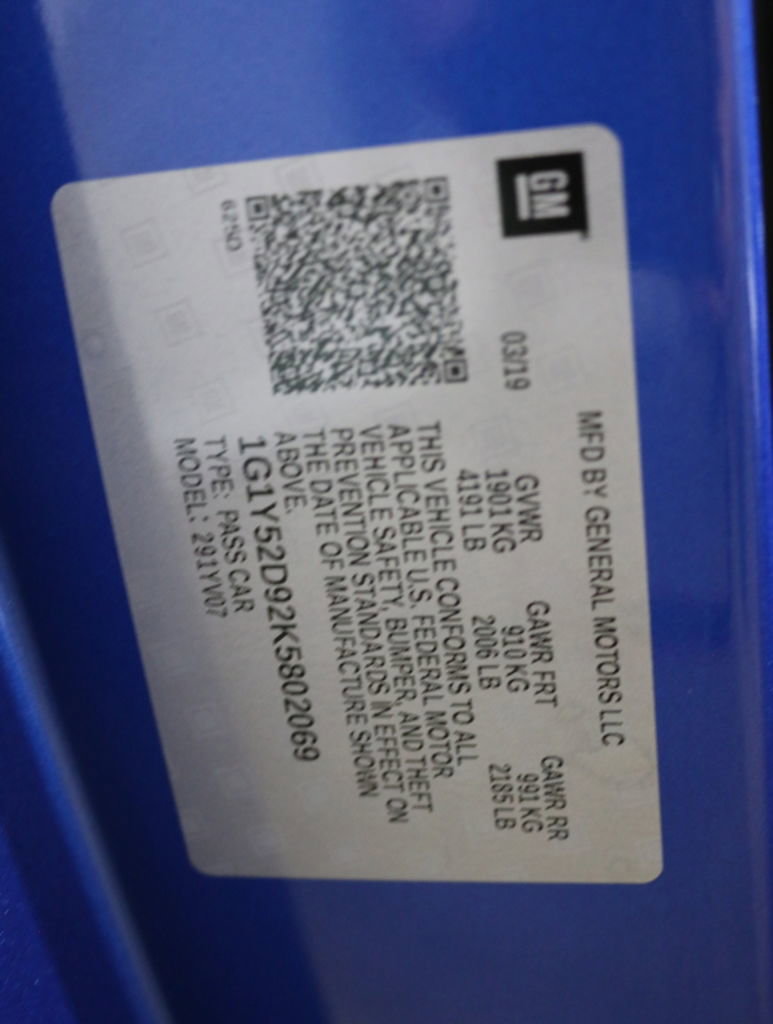 GM
03/19
MFD BY GENERAL MOTORS LLC
GVWR GAWR FRT GAWR RR
1901 KG 910 KG 991 KG
4191 LB 2006 LB 2185 LB
THIS VEHICLE CONFORMS TO ALL
APPLICABLE U.S. FEDERAL MOTOR
VEHICLE SAFETY, BUMPER, AND THEFT
PREVENTION STANDARDS IN EFFECT ON
THE DATE OF MANUFACTURE SHOWN
ABOVE.
1G1Y52D92K5802069
TYPE: PASS CAR
MODEL: 291YV07